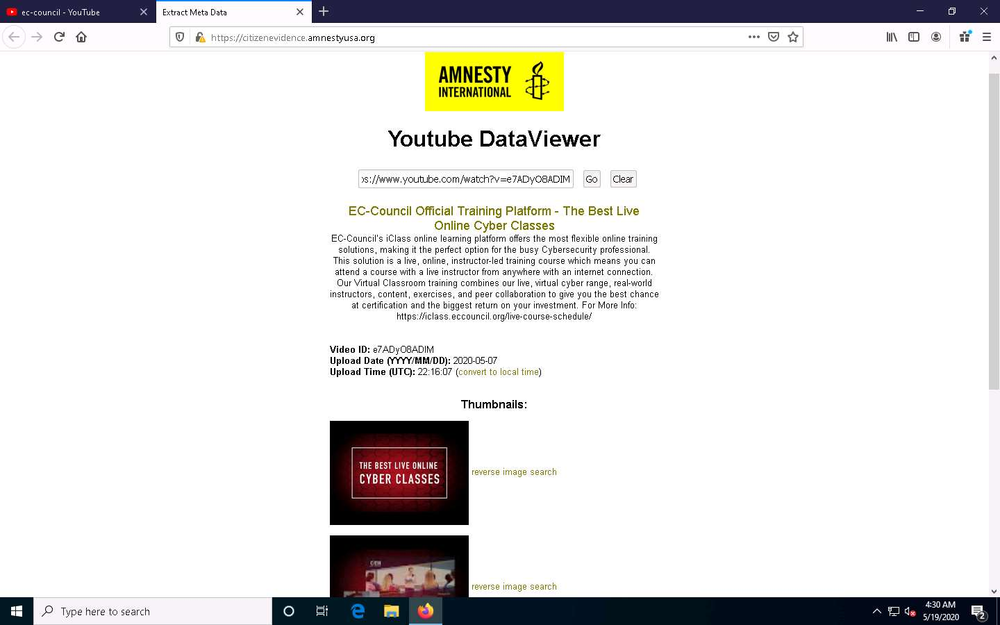 ec-council - YouTube
Extract Meta Data
https://citizenevidence.amnestyusa.org
AMNESTY
INTERNATIONAL
Youtube DataViewer
os://www.youtube.com/watch?v=e7ADyO8ADIM
Go
Clear
EC-Council Official Training Platform - The Best Live
Online Cyber Classes
EC-Council's iClass online learning platform offers the most flexible online training
solutions, making it the perfect option for the busy Cybersecurity professional.
This solution is a live, online, instructor-led training course which means you can
attend a course with a live instructor from anywhere with an internet connection.
Our Virtual Classroom training combines our live, virtual cyber range, real-world
instructors, content, exercises, and peer collaboration to give you the best chance
at certification and the biggest return on your investment. For More Info:
https://iclass.eccouncil.org/live-course-schedule/
Video ID: e7ADyO8ADIM
Upload Date (YYYY/MM/DD): 2020-05-07
Upload Time (UTC): 22:16:07 (convert to local time)
Thumbnails:
THE BEST LIVE ONLINE
CYBER CLASSES
reverse image search
reverse image search
Type here to search
4:30 AM
5/19/2020
2